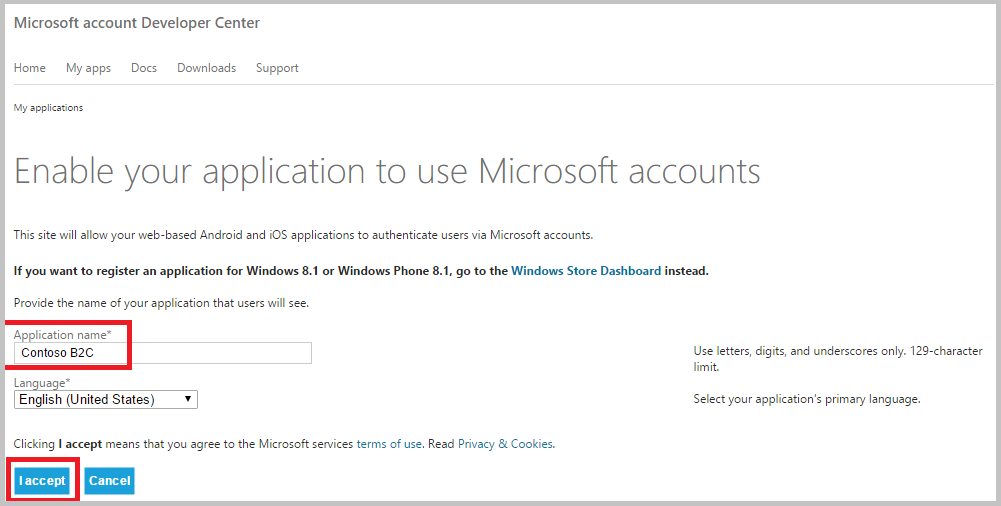 Microsoft account Developer Center
Home My apps Docs Downloads Support
My applications
Enable your application to use Microsoft accounts
This site will allow your web-based Android and iOS applications to authenticate users via Microsoft accounts.
If you want to register an application for Windows 8.1 or Windows Phone 8.1, go to the Windows Store Dashboard instead.
Provide the name of your application that users will see.
Application name*
Contoso B2C
Use letters, digits, and underscores only. 129-character
limit.
Language*
English (United States)
Select your application's primary language.
Clicking I accept means that you agree to the Microsoft services terms of use. Read Privacy & Cookies.
I accept Cancel